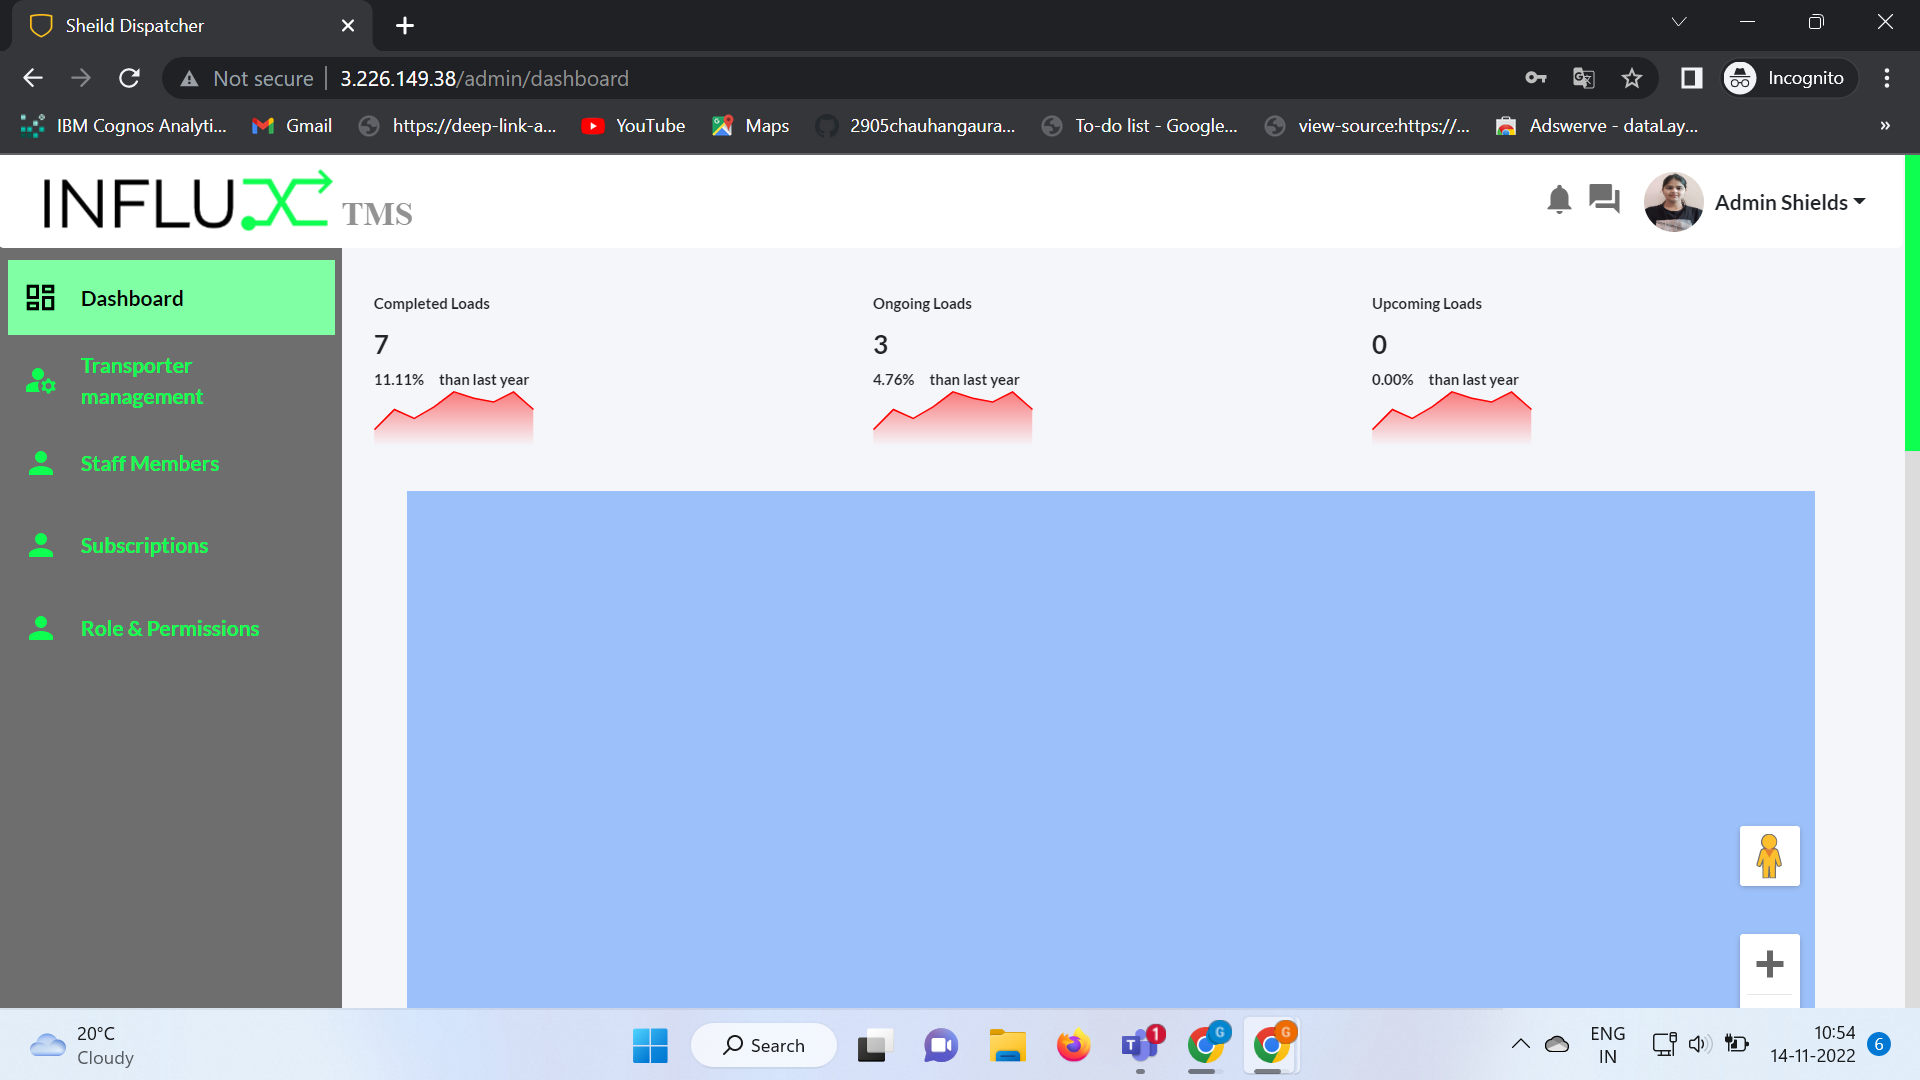 Sheild Dispatcher
Not secure
3.226.149.38/admin/dashboard
Incognito
IBM Cognos Analyti...
Gmail
https://deep-link-a...
YouTube
Maps
2905chauhangaura...
To-do list - Google...
view-source:https://...
Adswerve - dataLay...
»
INFLUX TMS
Admin Shields
Dashboard
Transporter
management
Staff Members
Subscriptions
Role & Permissions
Completed Loads
7
11.11% than last year
Ongoing Loads
3
4.76% than last year
Upcoming Loads
0
0.00% than last year
20°C
Cloudy
Search
T
1
G
G
ENG
IN
10:54
14-11-2022
6